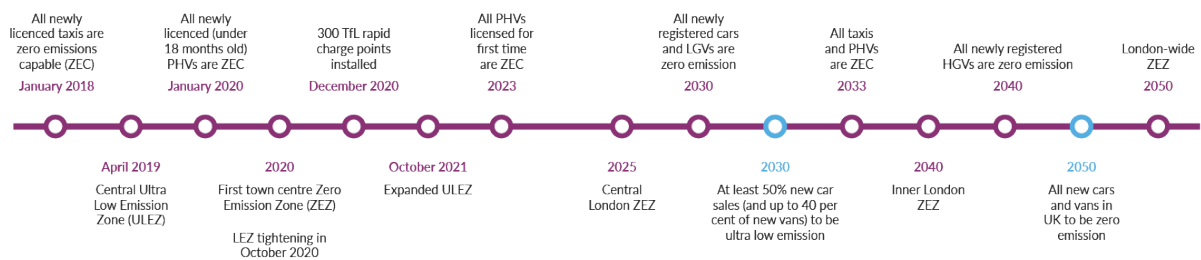 All newly
licenced taxis are
zero emissions
capable (ZEC)
January 2018
All newly
licenced (under
18 months old)
PHVs are ZEC
January 2020
300 TfL rapid
charge points
installed
December 2020
All PHVs
licensed for
first time
are ZEC
2023
All newly
registered cars
and LGVs are
zero emission
2030
All taxis
and PHVs
are ZEC
2033
All newly registered
HGVs are zero emission
2040
London-wide
ZEZ
2050
April 2019
Central Ultra
Low Emission
Zone (ULEZ)
2020
First town centre Zero
Emission Zone (ZEZ)
LEZ tightening in
October 2020
October 2021
Expanded ULEZ
2025
Central
London ZEZ
2030
At least 50% new car
sales (and up to 40 per
cent of new vans) to be
ultra low emission
2040
Inner London
ZEZ
2050
All new cars
and vans in
UK to be zero
emission